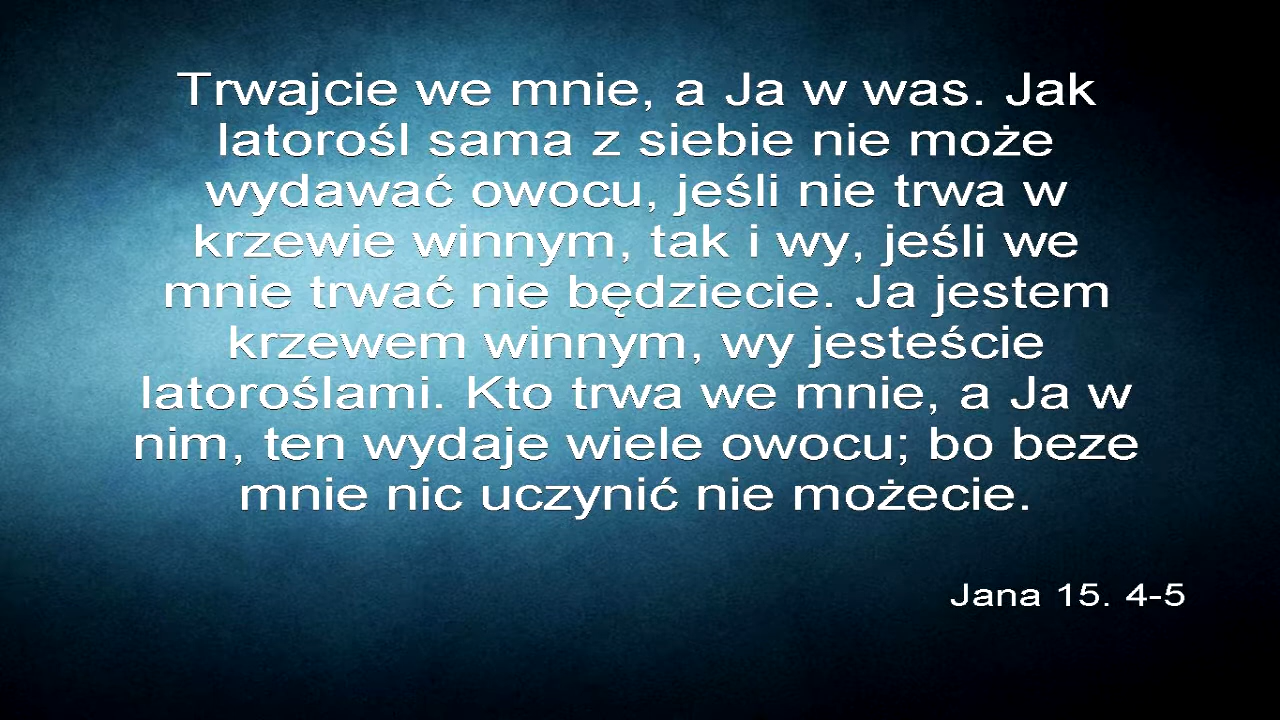 Trwajcie we mnie, a Ja w was. Jak
latorośl sama z siebie nie może
wydawać owocu, jeśli nie trwa w
krzewie winnym, tak i wy, jeśli we
mnie trwać nie będziecie. Ja jestem
krzewem winnym, wy jesteście
latoroślami. Kto trwa we mnie, a Ja w
nim, ten wydaje wiele owocu; bo beze
mnie nic uczynić nie możecie.
Jana 15. 4-5